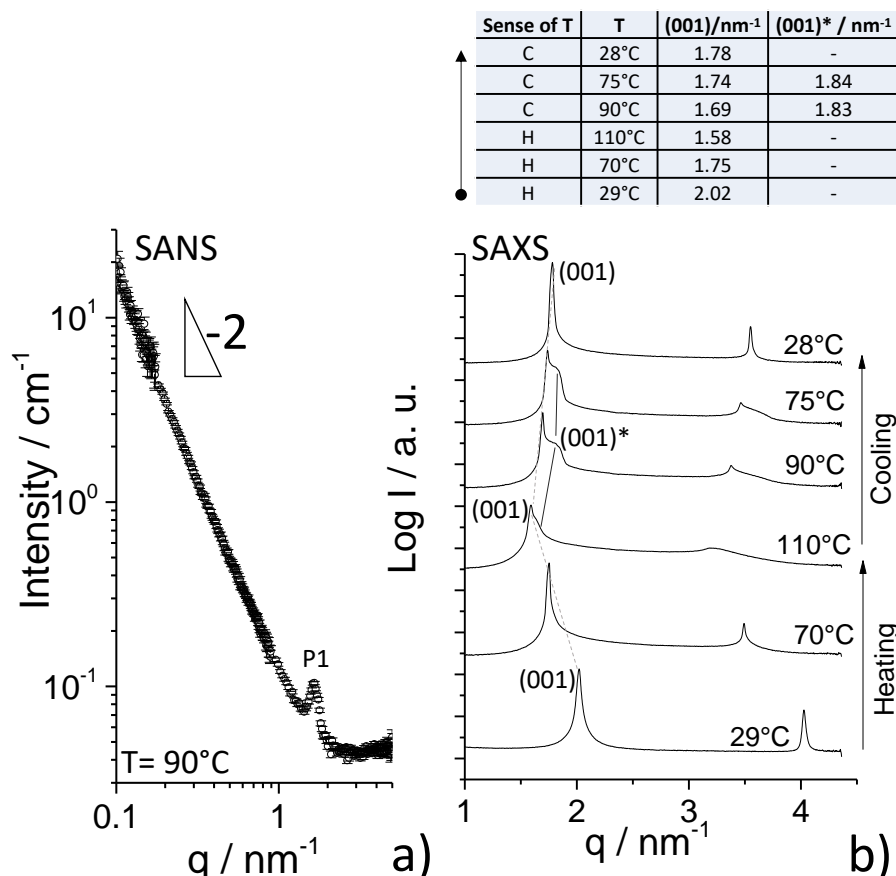 Sense of T T (001)/nm⁻¹ (001)* / nm⁻¹
C 28°C 1.78 -
C 75°C 1.74 1.84
C 90°C 1.69 1.83
H 110°C 1.58 -
H 70°C 1.75 -
H 29°C 2.02 -
SANS
-2
P1
T= 90°C
10¹
10⁰
10⁻¹
Intensity / cm⁻¹
0.1 1
q / nm⁻¹
a)
SAXS
(001)
28°C
75°C
(001)*
90°C
(001)
110°C
70°C
(001)
29°C
Cooling
Heating
Log I / a. u.
1 2 3 4
q / nm⁻¹
b)